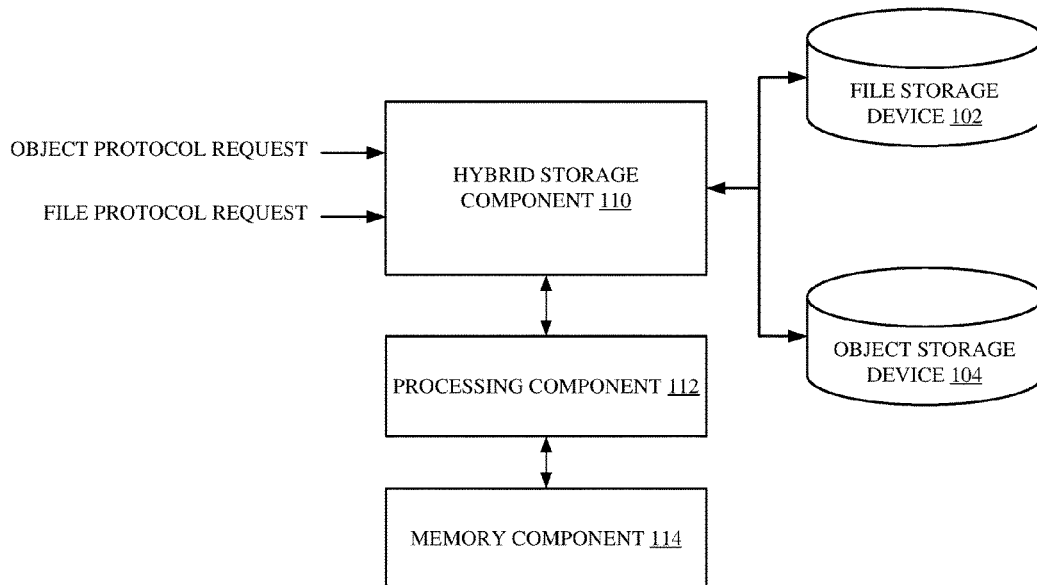 FILE STORAGE
DEVICE 102
OBJECT PROTOCOL REQUEST
FILE PROTOCOL REQUEST
HYBRID STORAGE
COMPONENT 110
OBJECT STORAGE
DEVICE 104
PROCESSING COMPONENT 112
MEMORY COMPONENT 114